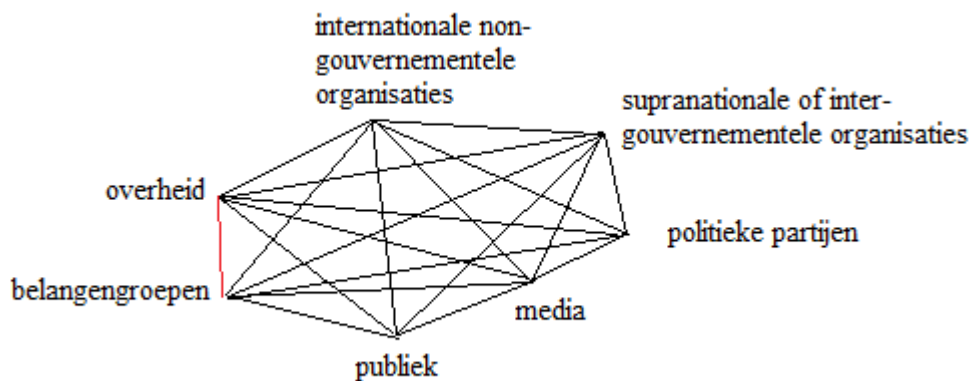 internationale non-
gouvernementele
organisaties
supranationale of inter-
gouvernementele organisaties
overheid
politieke partijen
belangengroepen
media
publiek